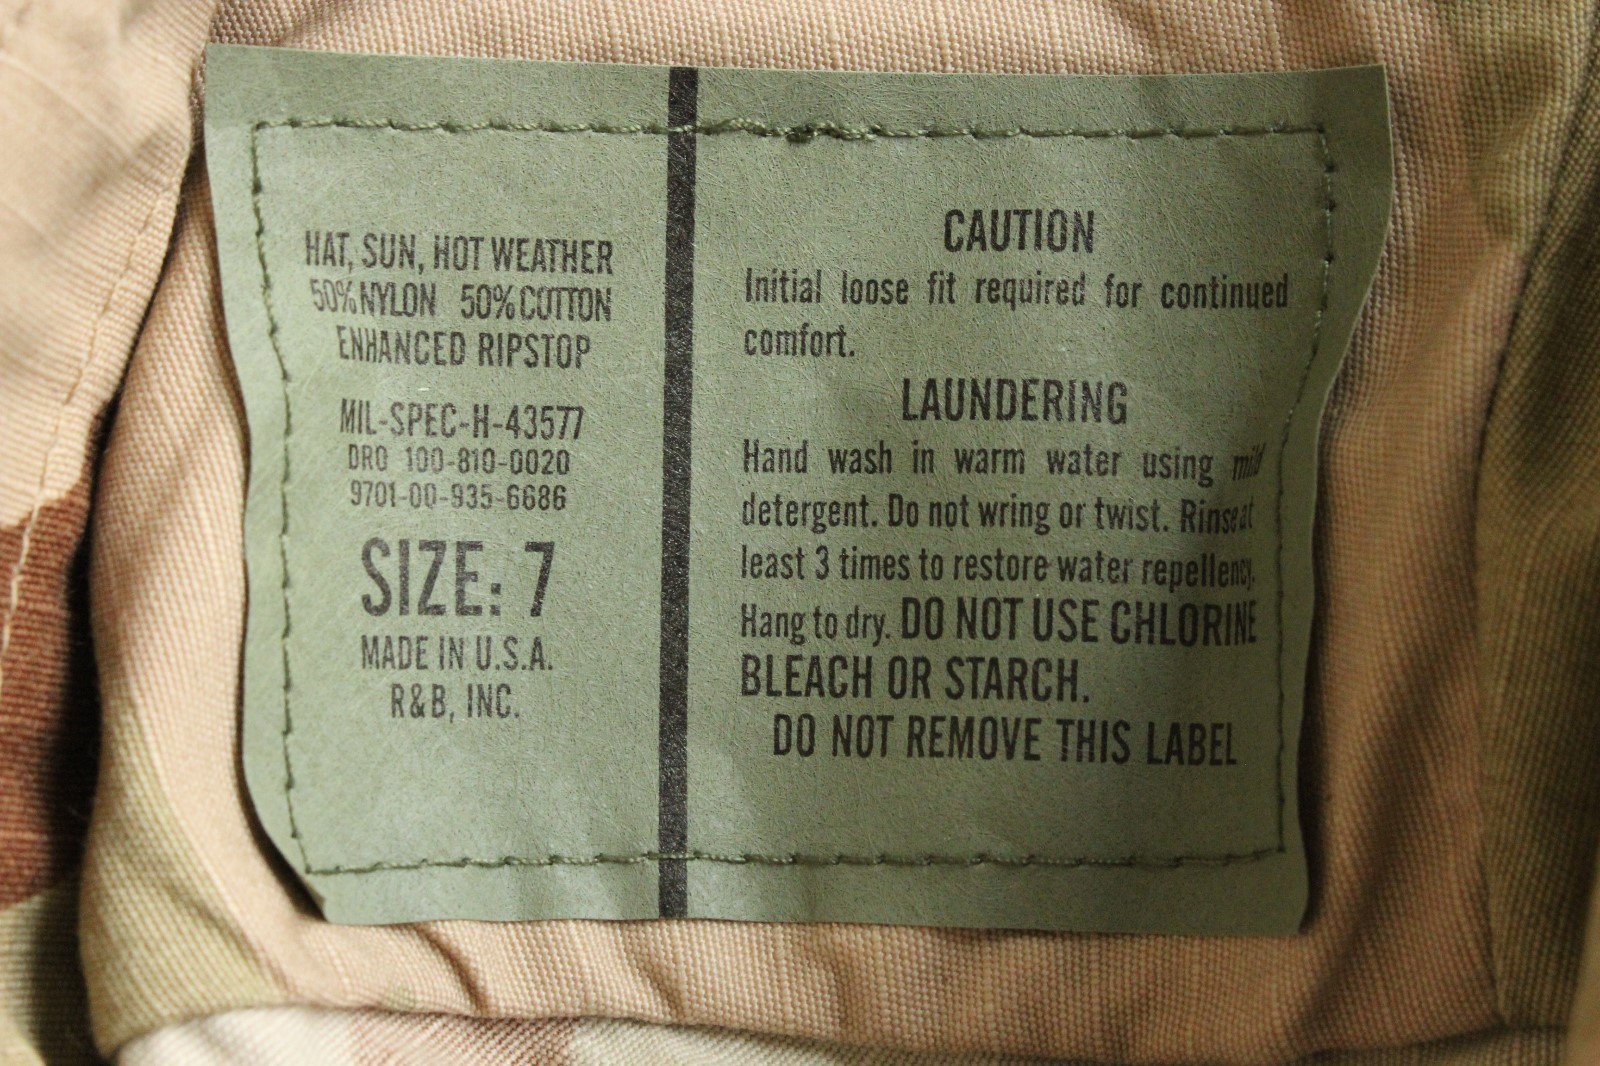 HAT, SUN, HOT WEATHER
50% NYLON 50% COTTON
ENHANCED RIPSTOP
MIL-SPEC-H-43577
DRO 100-810-0020
9701-00-935-6686
SIZE: 7
MADE IN U.S.A.
R&B, INC.
CAUTION
Initial loose fit required for continued
comfort.
LAUNDERING
Hand wash in warm water using mild
detergent. Do not wring or twist. Rinse at
least 3 times to restore water repellency.
Hang to dry. DO NOT USE CHLORINE
BLEACH OR STARCH.
DO NOT REMOVE THIS LABEL